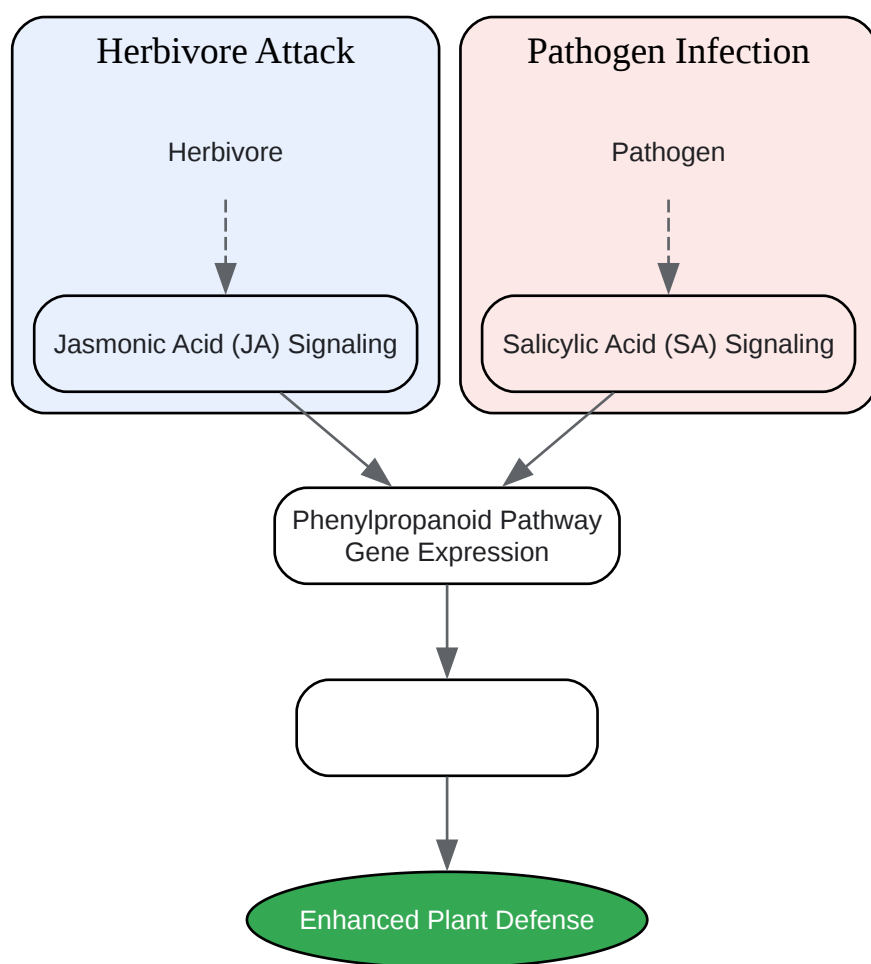 Herbivore Attack
Pathogen Infection
Herbivore
Pathogen
Jasmonic Acid (JA) Signaling
Salicylic Acid (SA) Signaling
Phenylpropanoid Pathway
Gene Expression
Enhanced Plant Defense